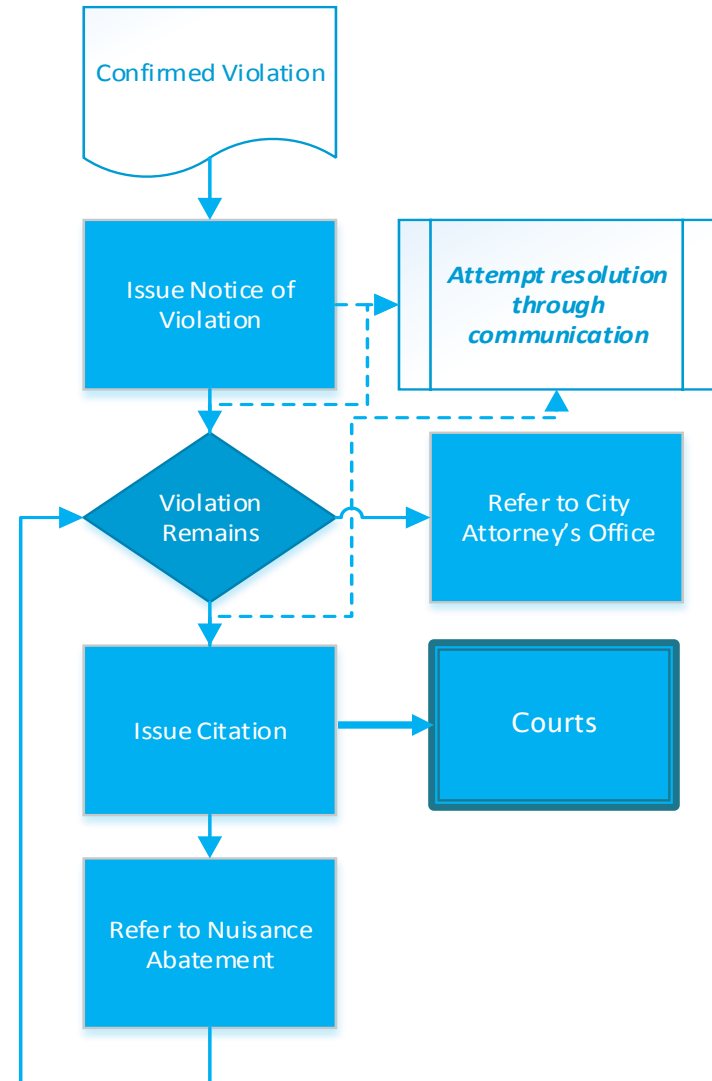 Confirmed Violation
Issue Notice of
Violation
Attempt resolution
through
communication
Violation
Remains
Refer to City
Attorney’s Office
Issue Citation
Courts
Refer to Nuisance
Abatement